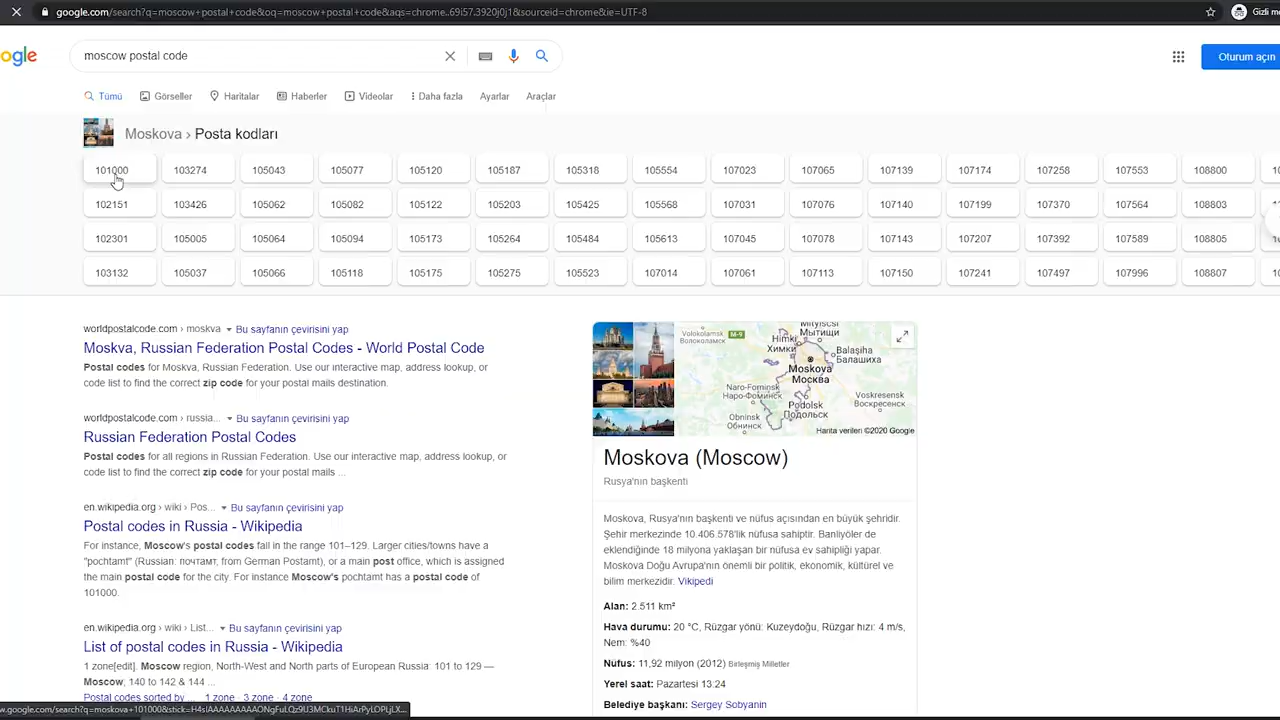 google.com/search?q=moscow+postal+code&oq=moscow+postal+code&aqs=chrome..69i57.3920j0j1&sourceid=chrome&ie=UTF-8
Gizli m
ogle
moscow postal code
Oturum açın
Tümü Görseller Haritalar Haberler Videolar Daha fazla Ayarlar Araçlar
Moskova › Posta kodları
101000 103274 105043 105077 105120 105187 105318 105554 107023 107065 107139 107174 107258 107553 108800
102151 103426 105062 105082 105122 105203 105425 105568 107031 107076 107140 107199 107370 107564 108803
102301 105005 105064 105094 105173 105264 105484 105613 107045 107078 107143 107207 107392 107589 108805
103132 105037 105066 105118 105175 105275 105523 107014 107061 107113 107150 107241 107497 107996 108807
worldpostalcode.com › moskva Bu sayfanın çevirisini yap
Moskva, Russian Federation Postal Codes - World Postal Code
Postal codes for Moskva, Russian Federation. Use our interactive map, address lookup, or
code list to find the correct zip code for your postal mails destination.
worldpostalcode.com › russia... Bu sayfanın çevirisini yap
Russian Federation Postal Codes
Postal codes for all regions in Russian Federation. Use our interactive map, address lookup, or
code list to find the correct zip code for your postal mails ...
en.wikipedia.org › wiki › Pos... Bu sayfanın çevirisini yap
Postal codes in Russia - Wikipedia
For instance, Moscow's postal codes fall in the range 101–129. Larger cities/towns have a
"pochtamt" (Russian: почтамт, from German Postamt), or a main post office, which is assigned
the main postal code for the city. For instance Moscow's pochtamt has a postal code of
101000.
en.wikipedia.org › wiki › List... Bu sayfanın çevirisini yap
List of postal codes in Russia - Wikipedia
1 zone[edit]. Moscow region, North-West and North parts of European Russia: 101 to 129 —
Moscow; 140 to 142 & 144 ...
Postal codes sorted by ... 1 zone 3 zone 4 zone
Volokolamsk
Волоколамск
M-9
Mıtyişçi
Мытищи
Himki
Химки
Balaşiha
Балашиха
Moskova
Москва
Naro-Fominsk
Наро-Фоминск
Podolsk
Подольск
Voskresensk
Воскресенск
Obninsk
Обнинск
Harita verileri ©2020 Google
Moskova (Moscow)
Rusya'nın başkenti
Moskova, Rusya'nın başkenti ve nüfus açısından en büyük şehridir.
Şehir merkezinde 10.406.578'lik nüfusa sahiptir. Banliyöler de
eklendiğinde 18 milyona yaklaşan bir nüfusa ev sahipliği yapar.
Moskova Doğu Avrupa'nın önemli bir politik, ekonomik, kültürel ve
bilim merkezidir. Vikipedi
Alan: 2.511 km²
Hava durumu: 20 °C, Rüzgar yönü: Kuzeydoğu, Rüzgar hızı: 4 m/s,
Nem: %40
Nüfus: 11,92 milyon (2012) Birleşmiş Milletler
Yerel saat: Pazartesi 13:24
Belediye başkanı: Sergey Sobyanin